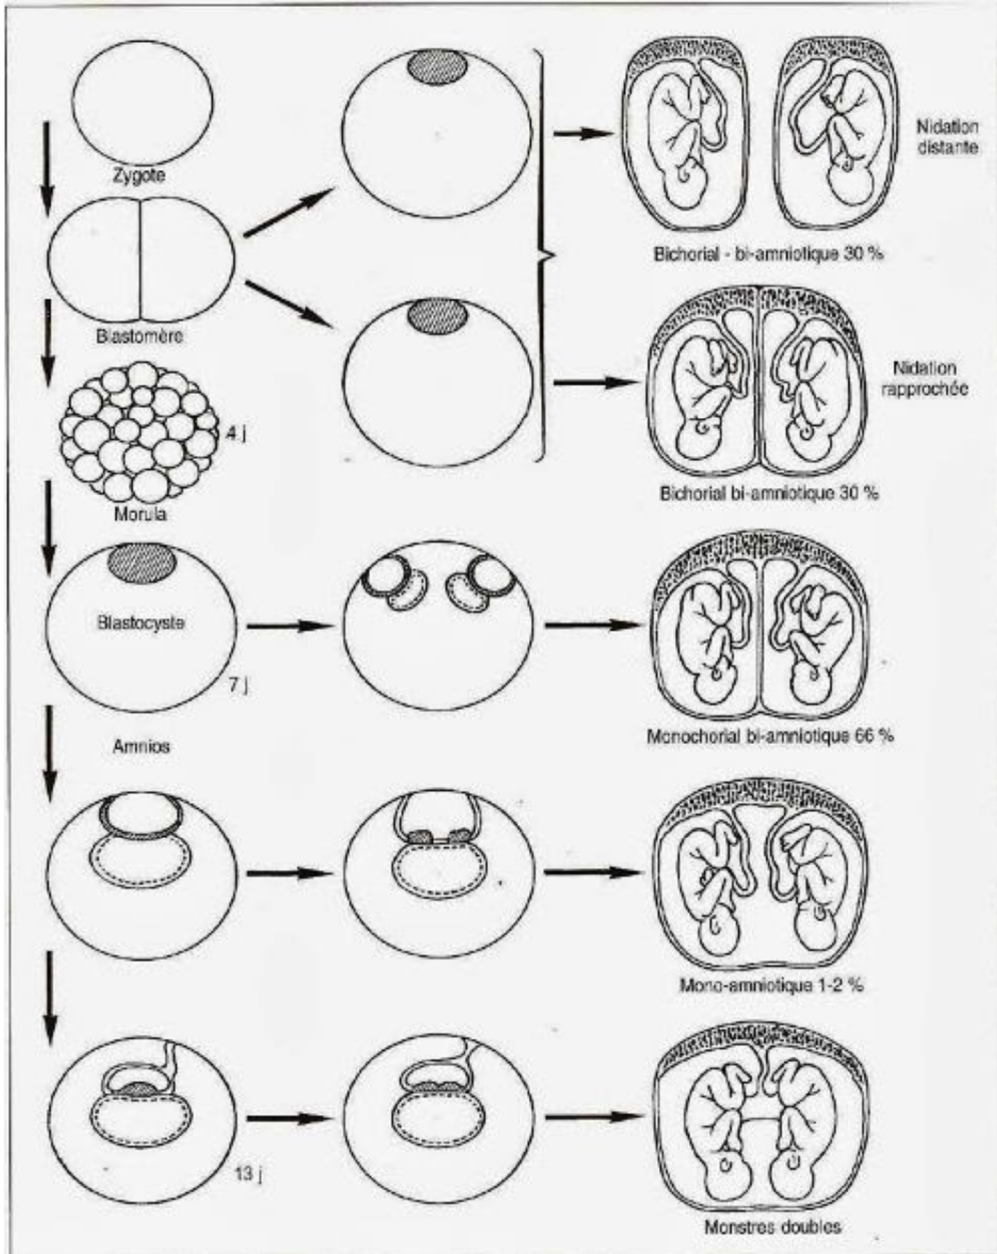 Zygote
Nidation
distante
Bichorial - bi-amniotique 30 %
Blastomère
Nidation
rapprochée
4 j
Bichorial bi-amniotique 30 %
Morula
Blastocyste
7 j
Monochorial bi-amniotique 66 %
Amnios
Mono-amniotique 1-2 %
13 j
Monstres doubles